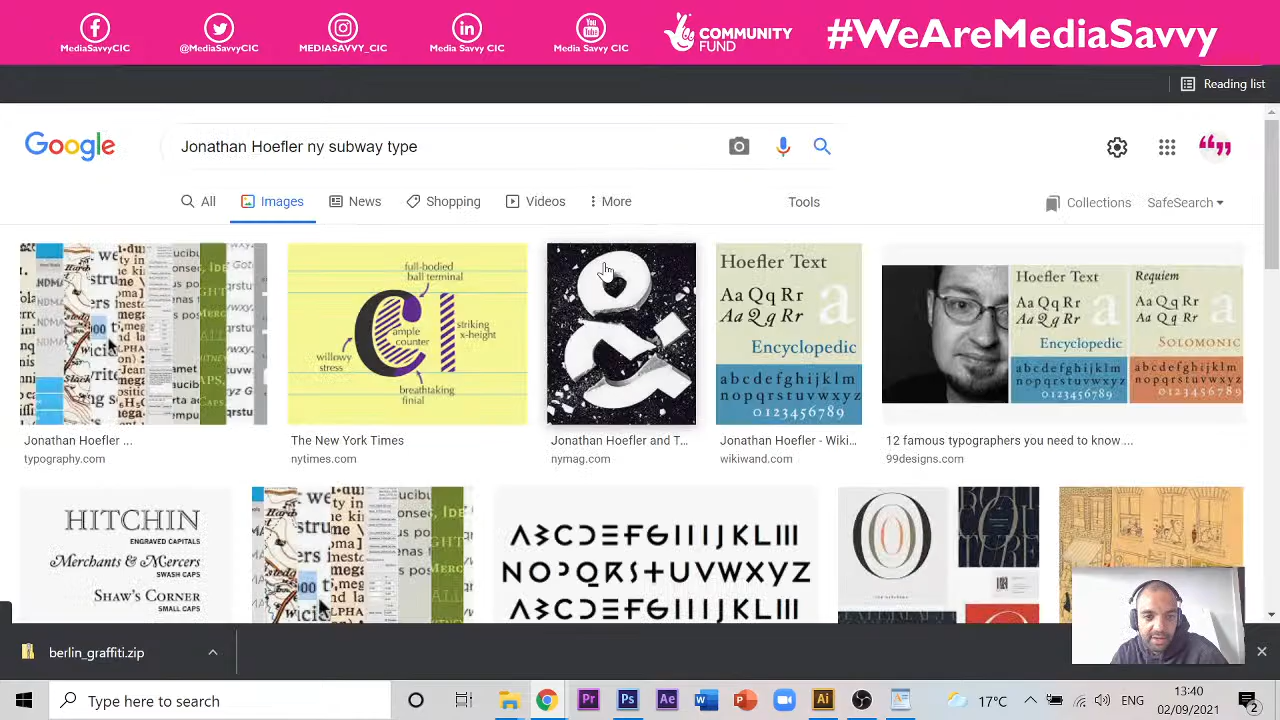 MediaSavvyCIC
@MediaSavvyCIC
MEDIASAVVY_CIC
Media Savvy CIC
Media Savvy CIC
COMMUNITY
FUND
#WeAreMediaSavvy
Reading list
Google
Jonathan Hoefler ny subway type
All
Images
News
Shopping
Videos
More
Tools
Collections
SafeSearch
full-bodied
ball terminal
ample
counter
striking
x-height
willowy
stress
breathtaking
finial
Hoefler Text
Aa Qq Rr
Aa Qq Rr
a
Encyclopedic
abcdefghijklm
nopqrstuvwxyz
0123456789
Hoefler Text
Aa Qq Rr
Aa Qq Rr
Encyclopedic
abcdefghijklm
nopqrstuvwxyz
0123456789
Requiem
Aa Qq Rr
Aa Qq Rr
Solomonic
abcdefghijklm
nopqrstuvwxyz
0123456789
Jonathan Hoefler ...
typography.com
The New York Times
nytimes.com
Jonathan Hoefler and T...
nymag.com
Jonathan Hoefler - Wiki...
wikiwand.com
12 famous typographers you need to know ...
99designs.com
HITCHIN
ENGRAVED CAPITALS
Merchants & Mercers
SWASH CAPS
Shaw's Corner
SMALL CAPS
ABCDEFGHIJKLM
NOPQRSTUVWXYZ
ABCDEFGHIJKLM
berlin_graffiti.zip
Type here to search
17°C
ENG
13:40
02/09/2021
2